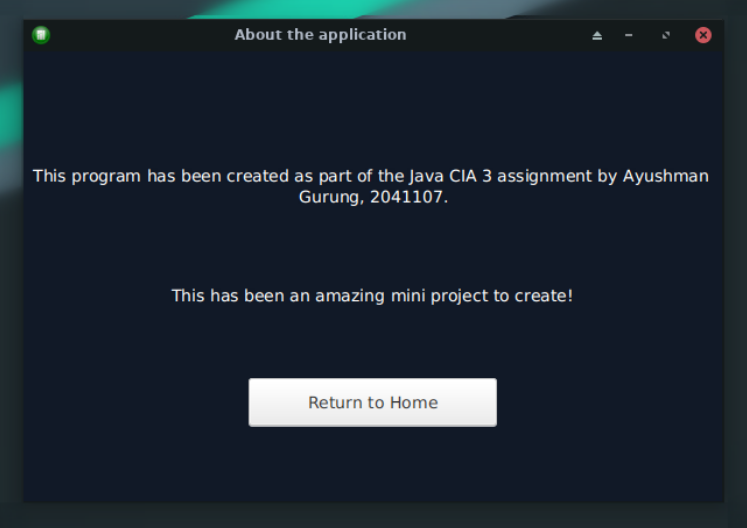 About the application
This program has been created as part of the Java CIA 3 assignment by Ayushman
Gurung, 2041107.
This has been an amazing mini project to create!
Return to Home